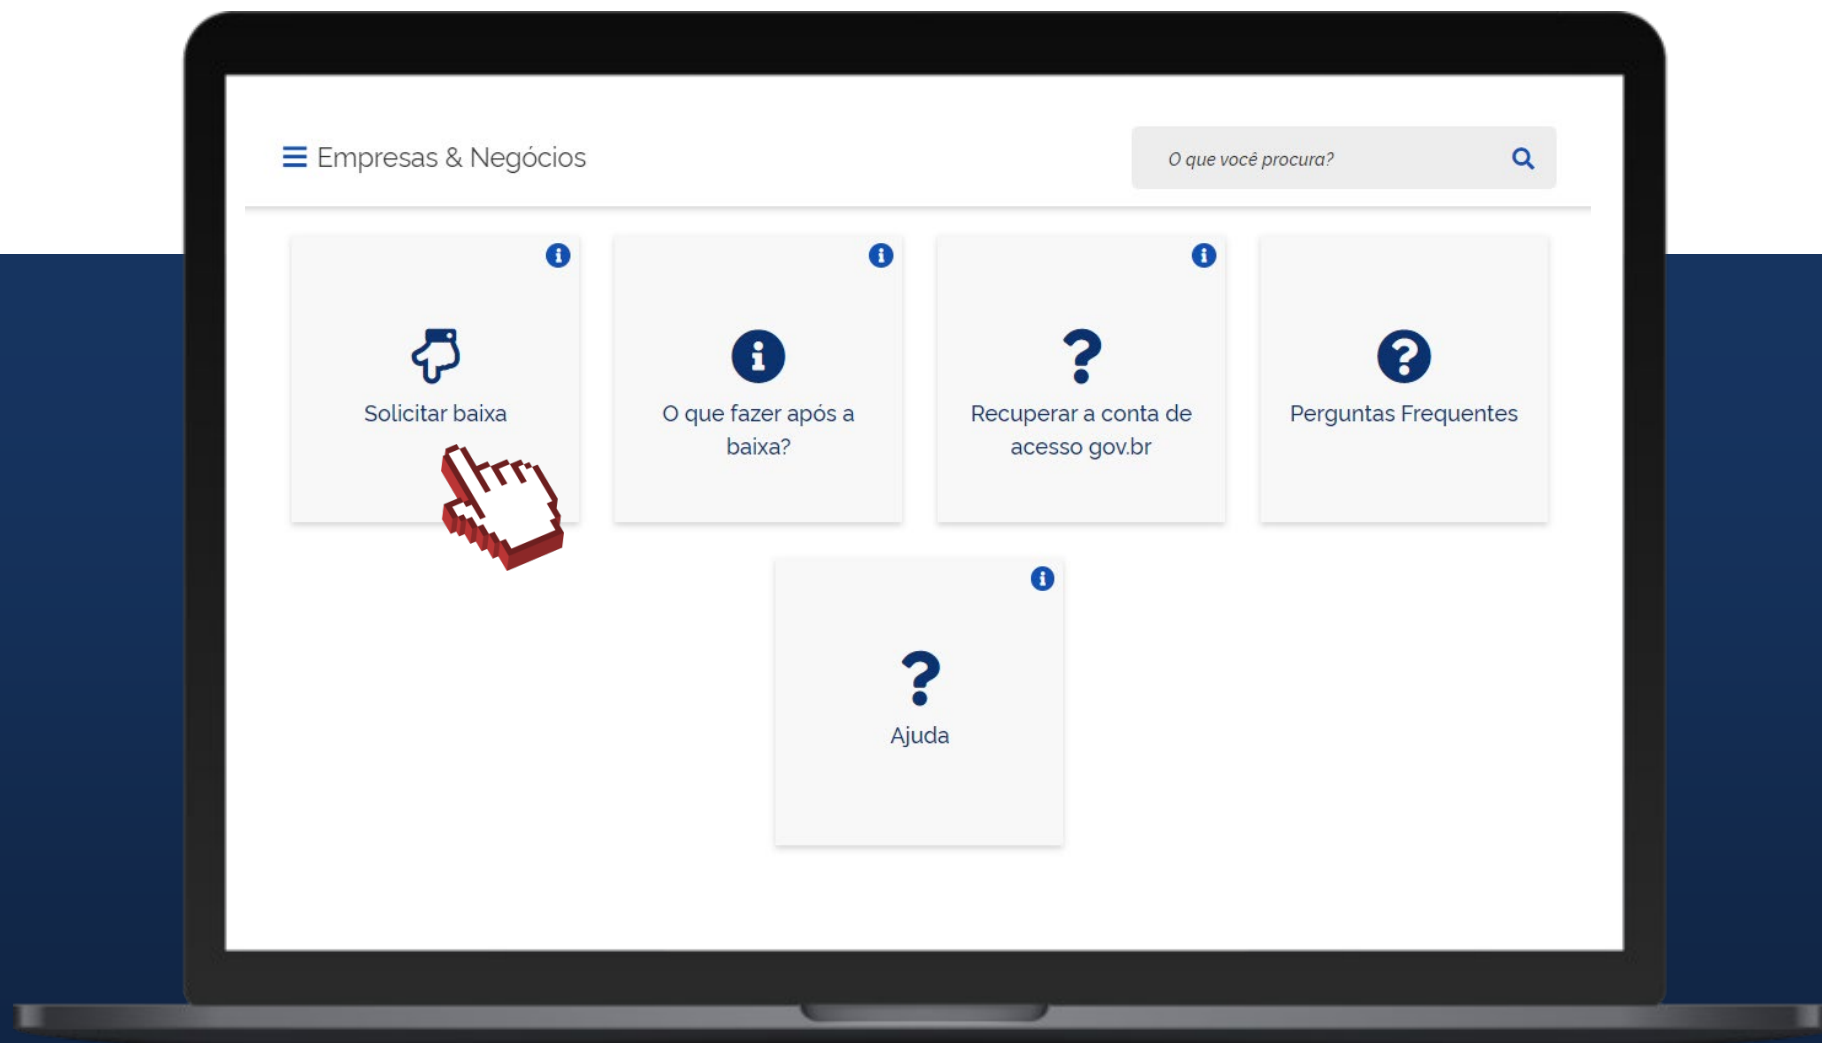 Empresas & Negócios
O que você procura?
Solicitar baixa
O que fazer após a
baixa?
Recuperar a conta de
acesso gov.br
Perguntas Frequentes
Ajuda